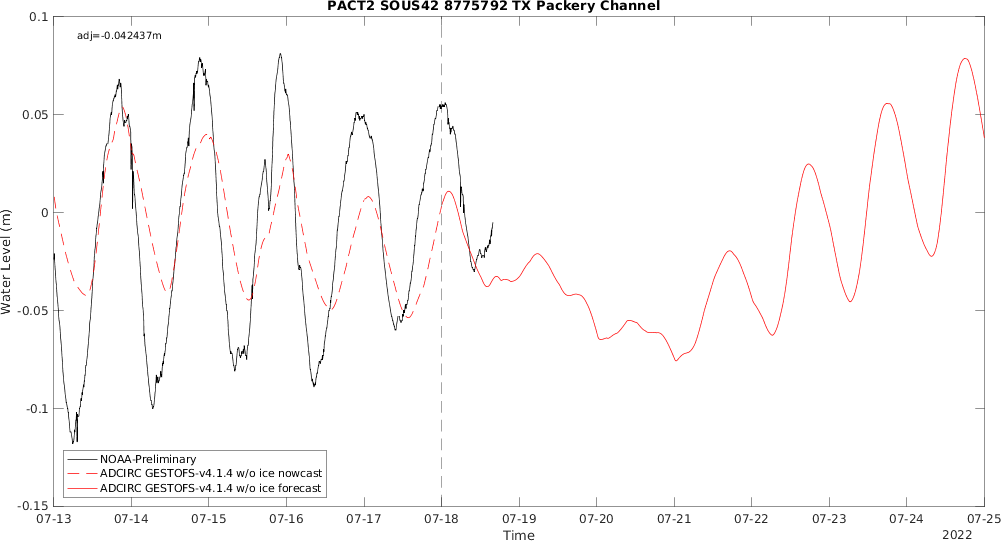 PACT2 SOUS42 8775792 TX Packery Channel
adj=-0.042437m
0.1
0.05
0
-0.05
-0.1
-0.15
Water Level (m)
NOAA-Preliminary
ADCIRC GESTOFS-v4.1.4 w/o ice nowcast
ADCIRC GESTOFS-v4.1.4 w/o ice forecast
07-13 07-14 07-15 07-16 07-17 07-18 07-19 07-20 07-21 07-22 07-23 07-24 07-25
Time
2022